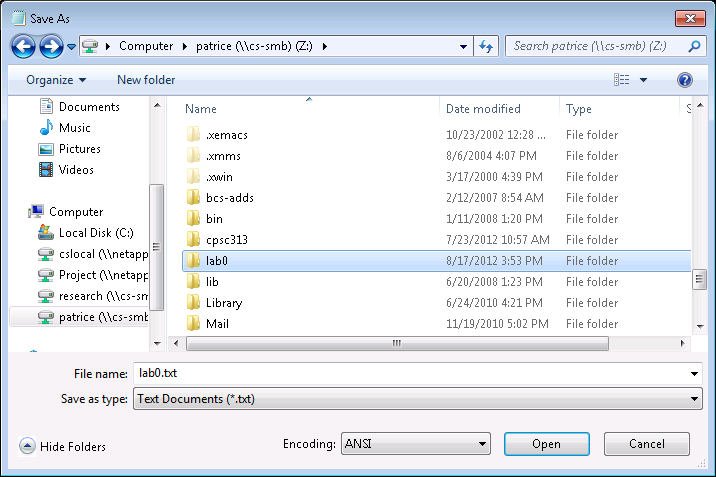 Save As
Computer patrice (\\cs-smb) (Z:) Search patrice (\\cs-smb) (Z:)
Organize New folder
Documents
Music
Pictures
Videos
Computer
Local Disk (C:)
cslocal (\\netapp
Project (\\netapp
research (\\cs-sm
patrice (\\cs-smb
Name Date modified Type S
.xemacs 10/23/2002 12:28 ... File folder
.xmms 8/6/2004 4:07 PM File folder
.xwin 3/17/2000 4:39 PM File folder
bcs-adds 2/12/2007 8:54 AM File folder
bin 1/11/2008 1:20 PM File folder
cpsc313 7/23/2012 10:57 AM File folder
lab0 8/17/2012 3:53 PM File folder
lib 6/20/2008 1:23 PM File folder
Library 6/24/2010 4:21 PM File folder
Mail 11/19/2010 5:02 PM File folder
File name: lab0.txt
Save as type: Text Documents (*.txt)
Hide Folders Encoding: ANSI Open Cancel